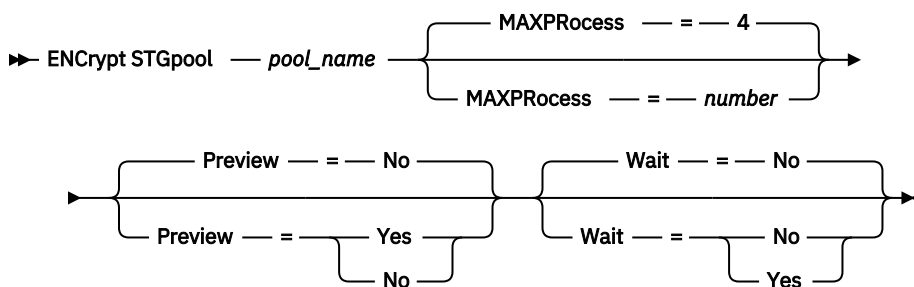 MAXPRocess = 4
ENCrypt STGpool pool_name
MAXPRocess = number
Preview = No Wait = No
Preview = Yes Wait = No
No Yes